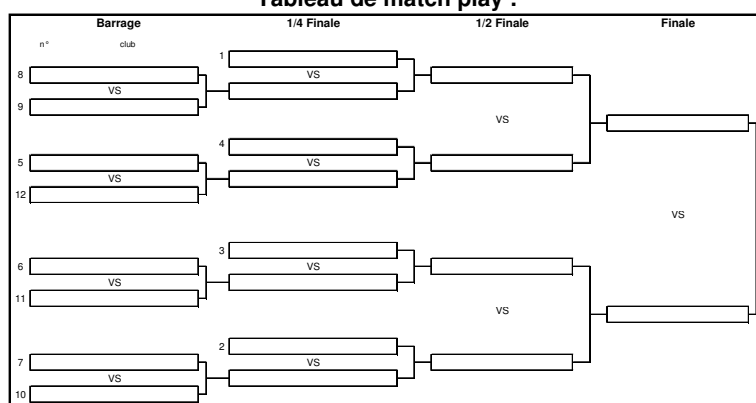 Tableau de match play :
Barrage 1/4 Finale 1/2 Finale Finale
n° club
1
8
VS VS
9
VS
4
5
VS VS
12
VS
3
6
VS VS
11
VS
2
7
VS VS
10